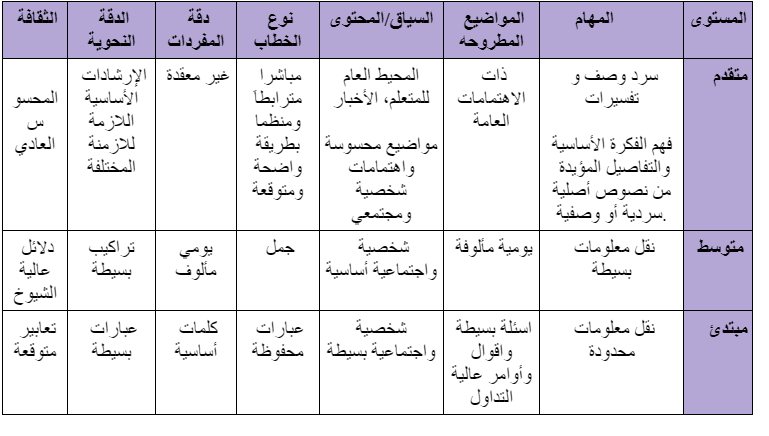 المستوى
المهام
المواضيع
المطروحه
السياق/المحتوى
نوع
الخطاب
دقة
المفردات
الدقة
النحوية
الثقافة
متقدم
سرد وصف و
تفسيرات
فهم الفكرة الأساسية
والتفاصيل المؤيدة
من نصوص أصلية
سردية أو وصفية.
ذات
الاهتمامات
العامة
المحيط العام
للمتعلم، الأخبار
مواضيع محسوسة
واهتمامات
شخصية
ومجتمعي
مباشرا
مترابطاً
ومنظما
بطريقة
واضحة
ومتوقعة
غير معقدة
الإرشادات
الأساسية
اللازمة
للازمنة
المختلفة
المحسو
س
العادي
متوسط
نقل معلومات
بسيطة
يومية مألوفة
شخصية
واجتماعية أساسية
جمل
يومي
مألوف
تراكيب
بسيطة
دلائل
عالية
الشيوخ
مبتدئ
نقل معلومات
محدودة
اسئلة بسيطة
واقوال
وأوامر عالية
التداول
شخصية
واجتماعية بسيطة
عبارات
محفوظة
كلمات
أساسية
عبارات
بسيطة
تعابير
متوقعة